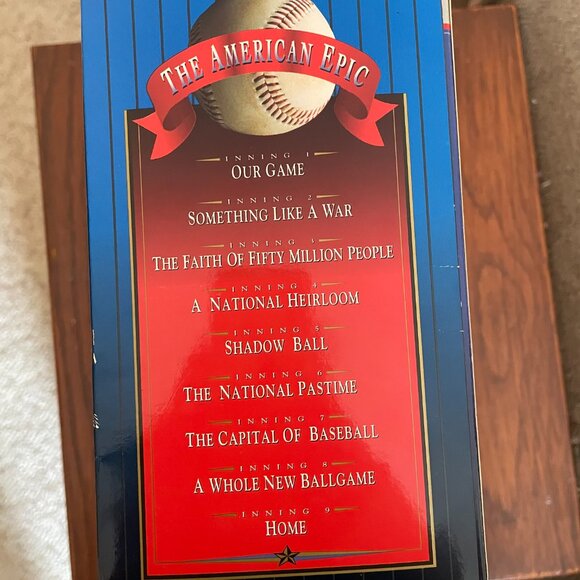 THE AMERICAN EPIC
INNING 1
OUR GAME
INNING 2
SOMETHING LIKE A WAR
INNING 3
THE FAITH OF FIFTY MILLION PEOPLE
INNING 4
A NATIONAL HEIRLOOM
INNING 5
SHADOW BALL
INNING 6
THE NATIONAL PASTIME
INNING 7
THE CAPITAL OF BASEBALL
INNING 8
A WHOLE NEW BALLGAME
INNING 9
HOME